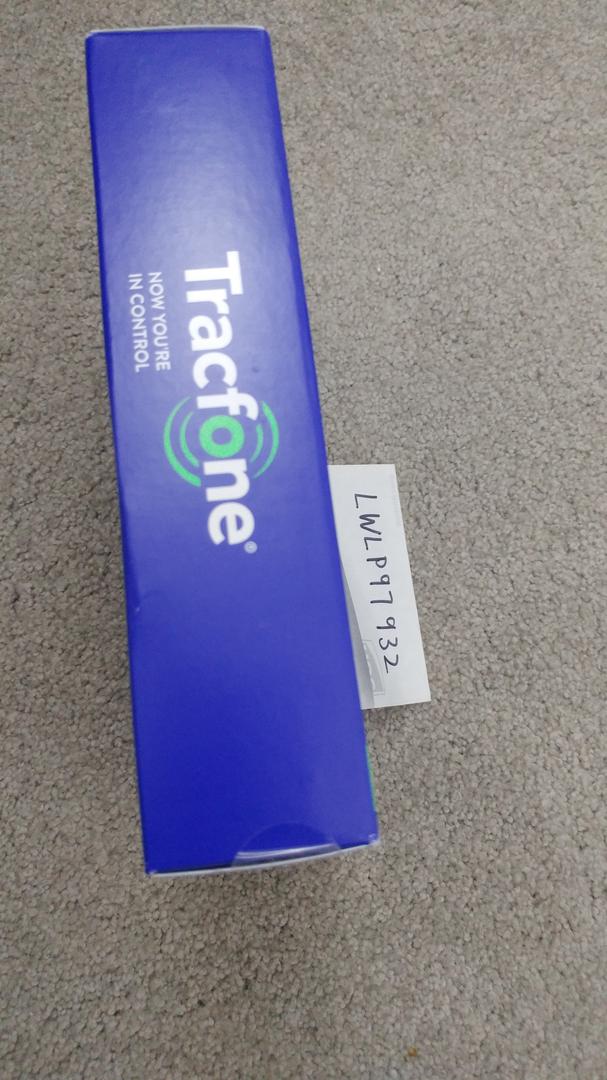 Tracfone®
NOW YOU'RE
IN CONTROL
LWLP97932